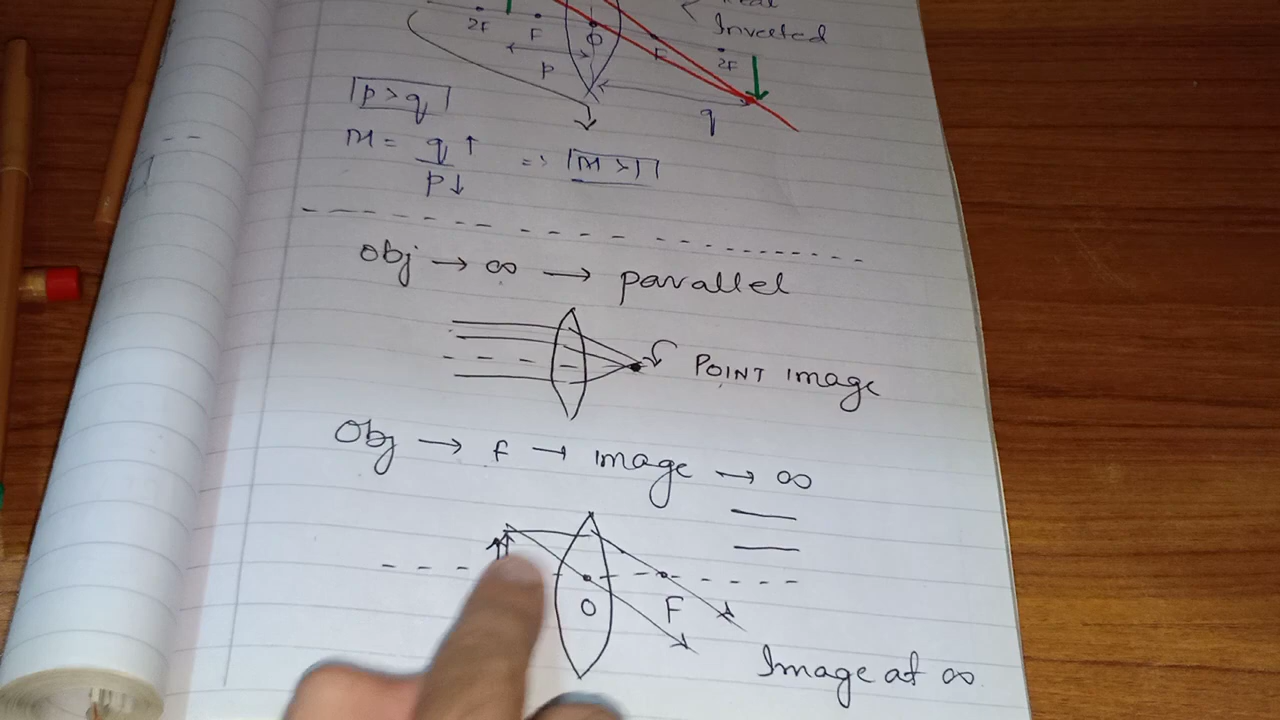 Inverted
2F F O F 2F
p
q
p > q
M = q ↑ / p ↓ => M > 1
Obj → ∞ → parallel
POINT image
Obj → F → image → ∞
O F
Image at ∞